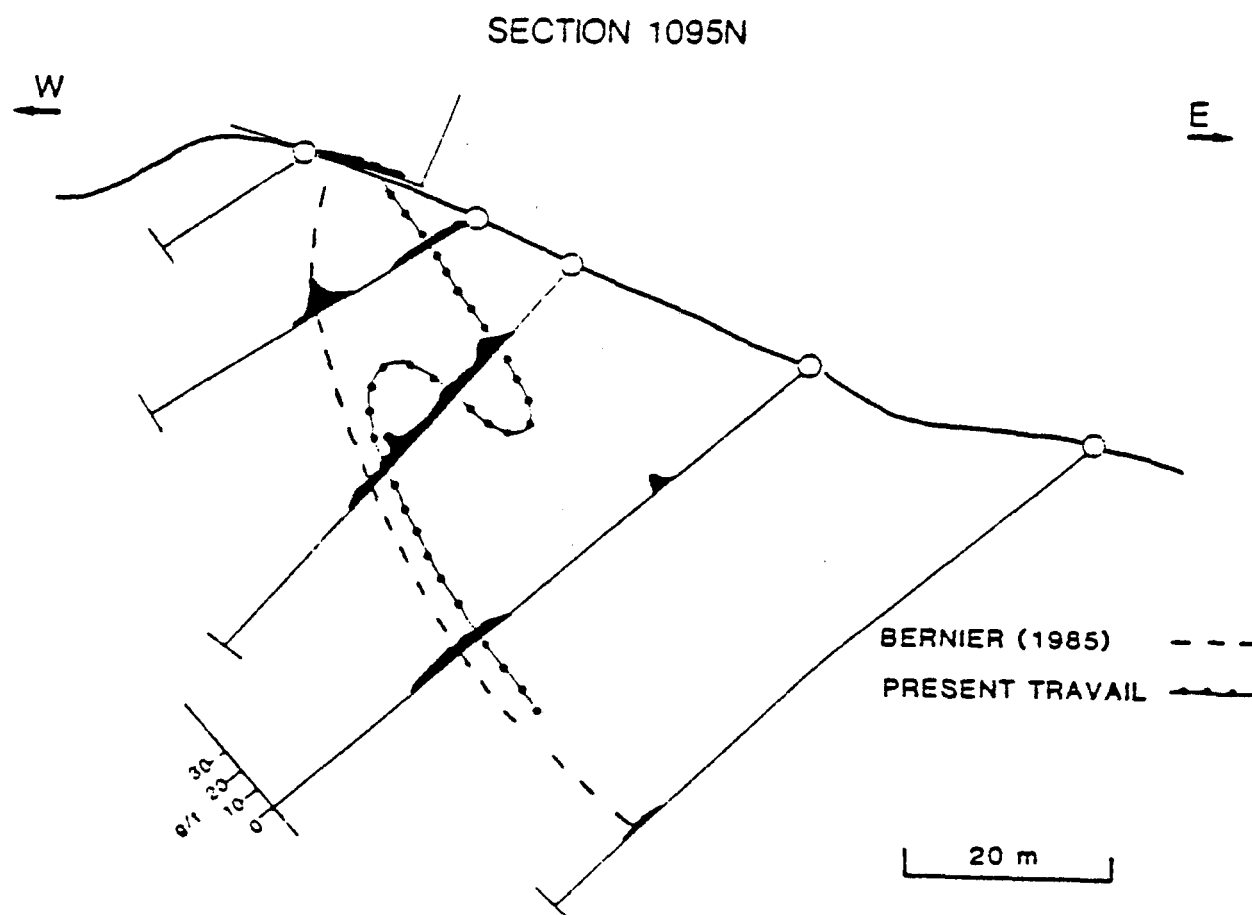 SECTION 1095N
W
E
BERNIER (1985)
PRESENT TRAVAIL
30
20
10
0
g/t
20 m